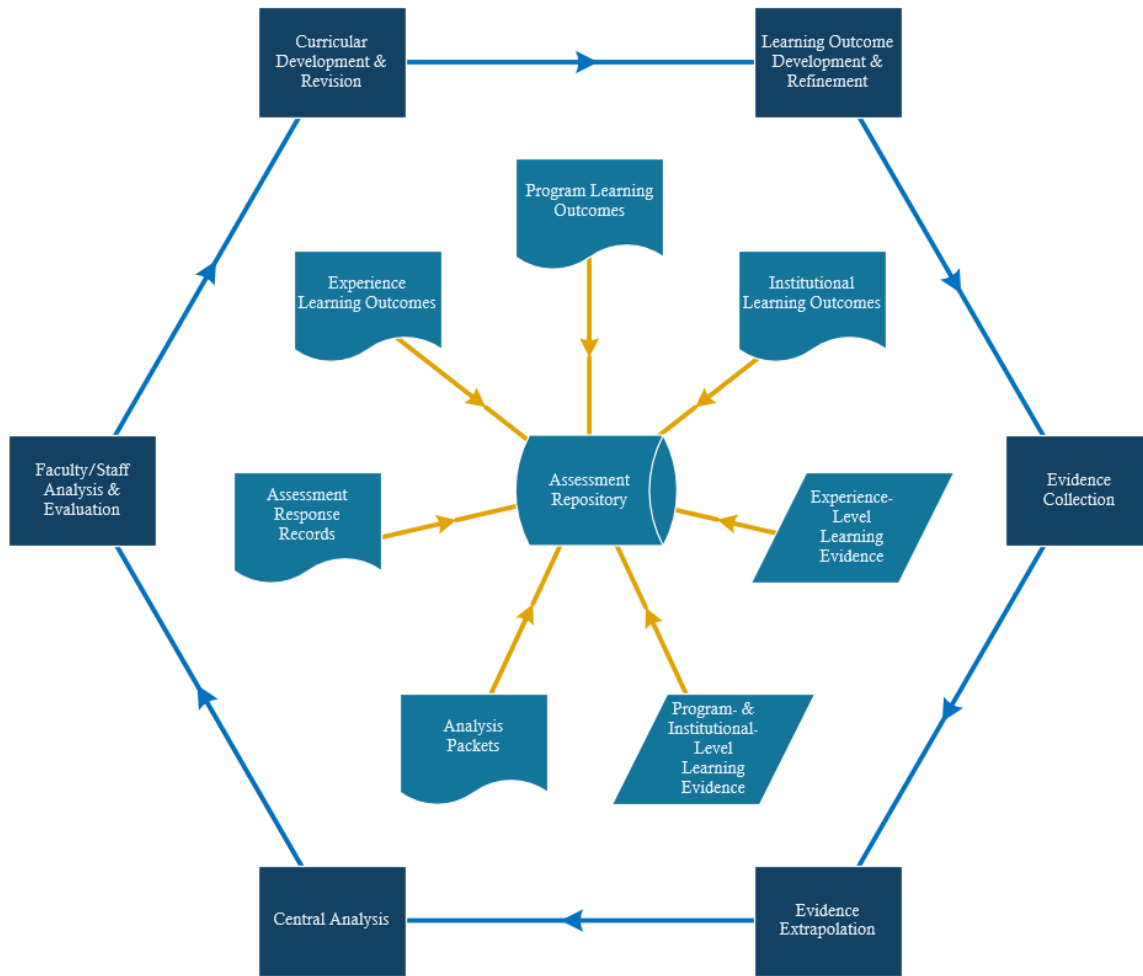 Curricular
Development &
Revision
Learning Outcome
Development &
Refinement
Program Learning
Outcomes
Experience
Learning Outcomes
Institutional
Learning Outcomes
Faculty/Staff
Analysis &
Evaluation
Assessment
Response
Records
Assessment
Repository
Experience-
Level
Learning
Evidence
Evidence
Collection
Analysis
Packets
Program- &
Institutional-
Level
Learning
Evidence
Central Analysis
Evidence
Extrapolation